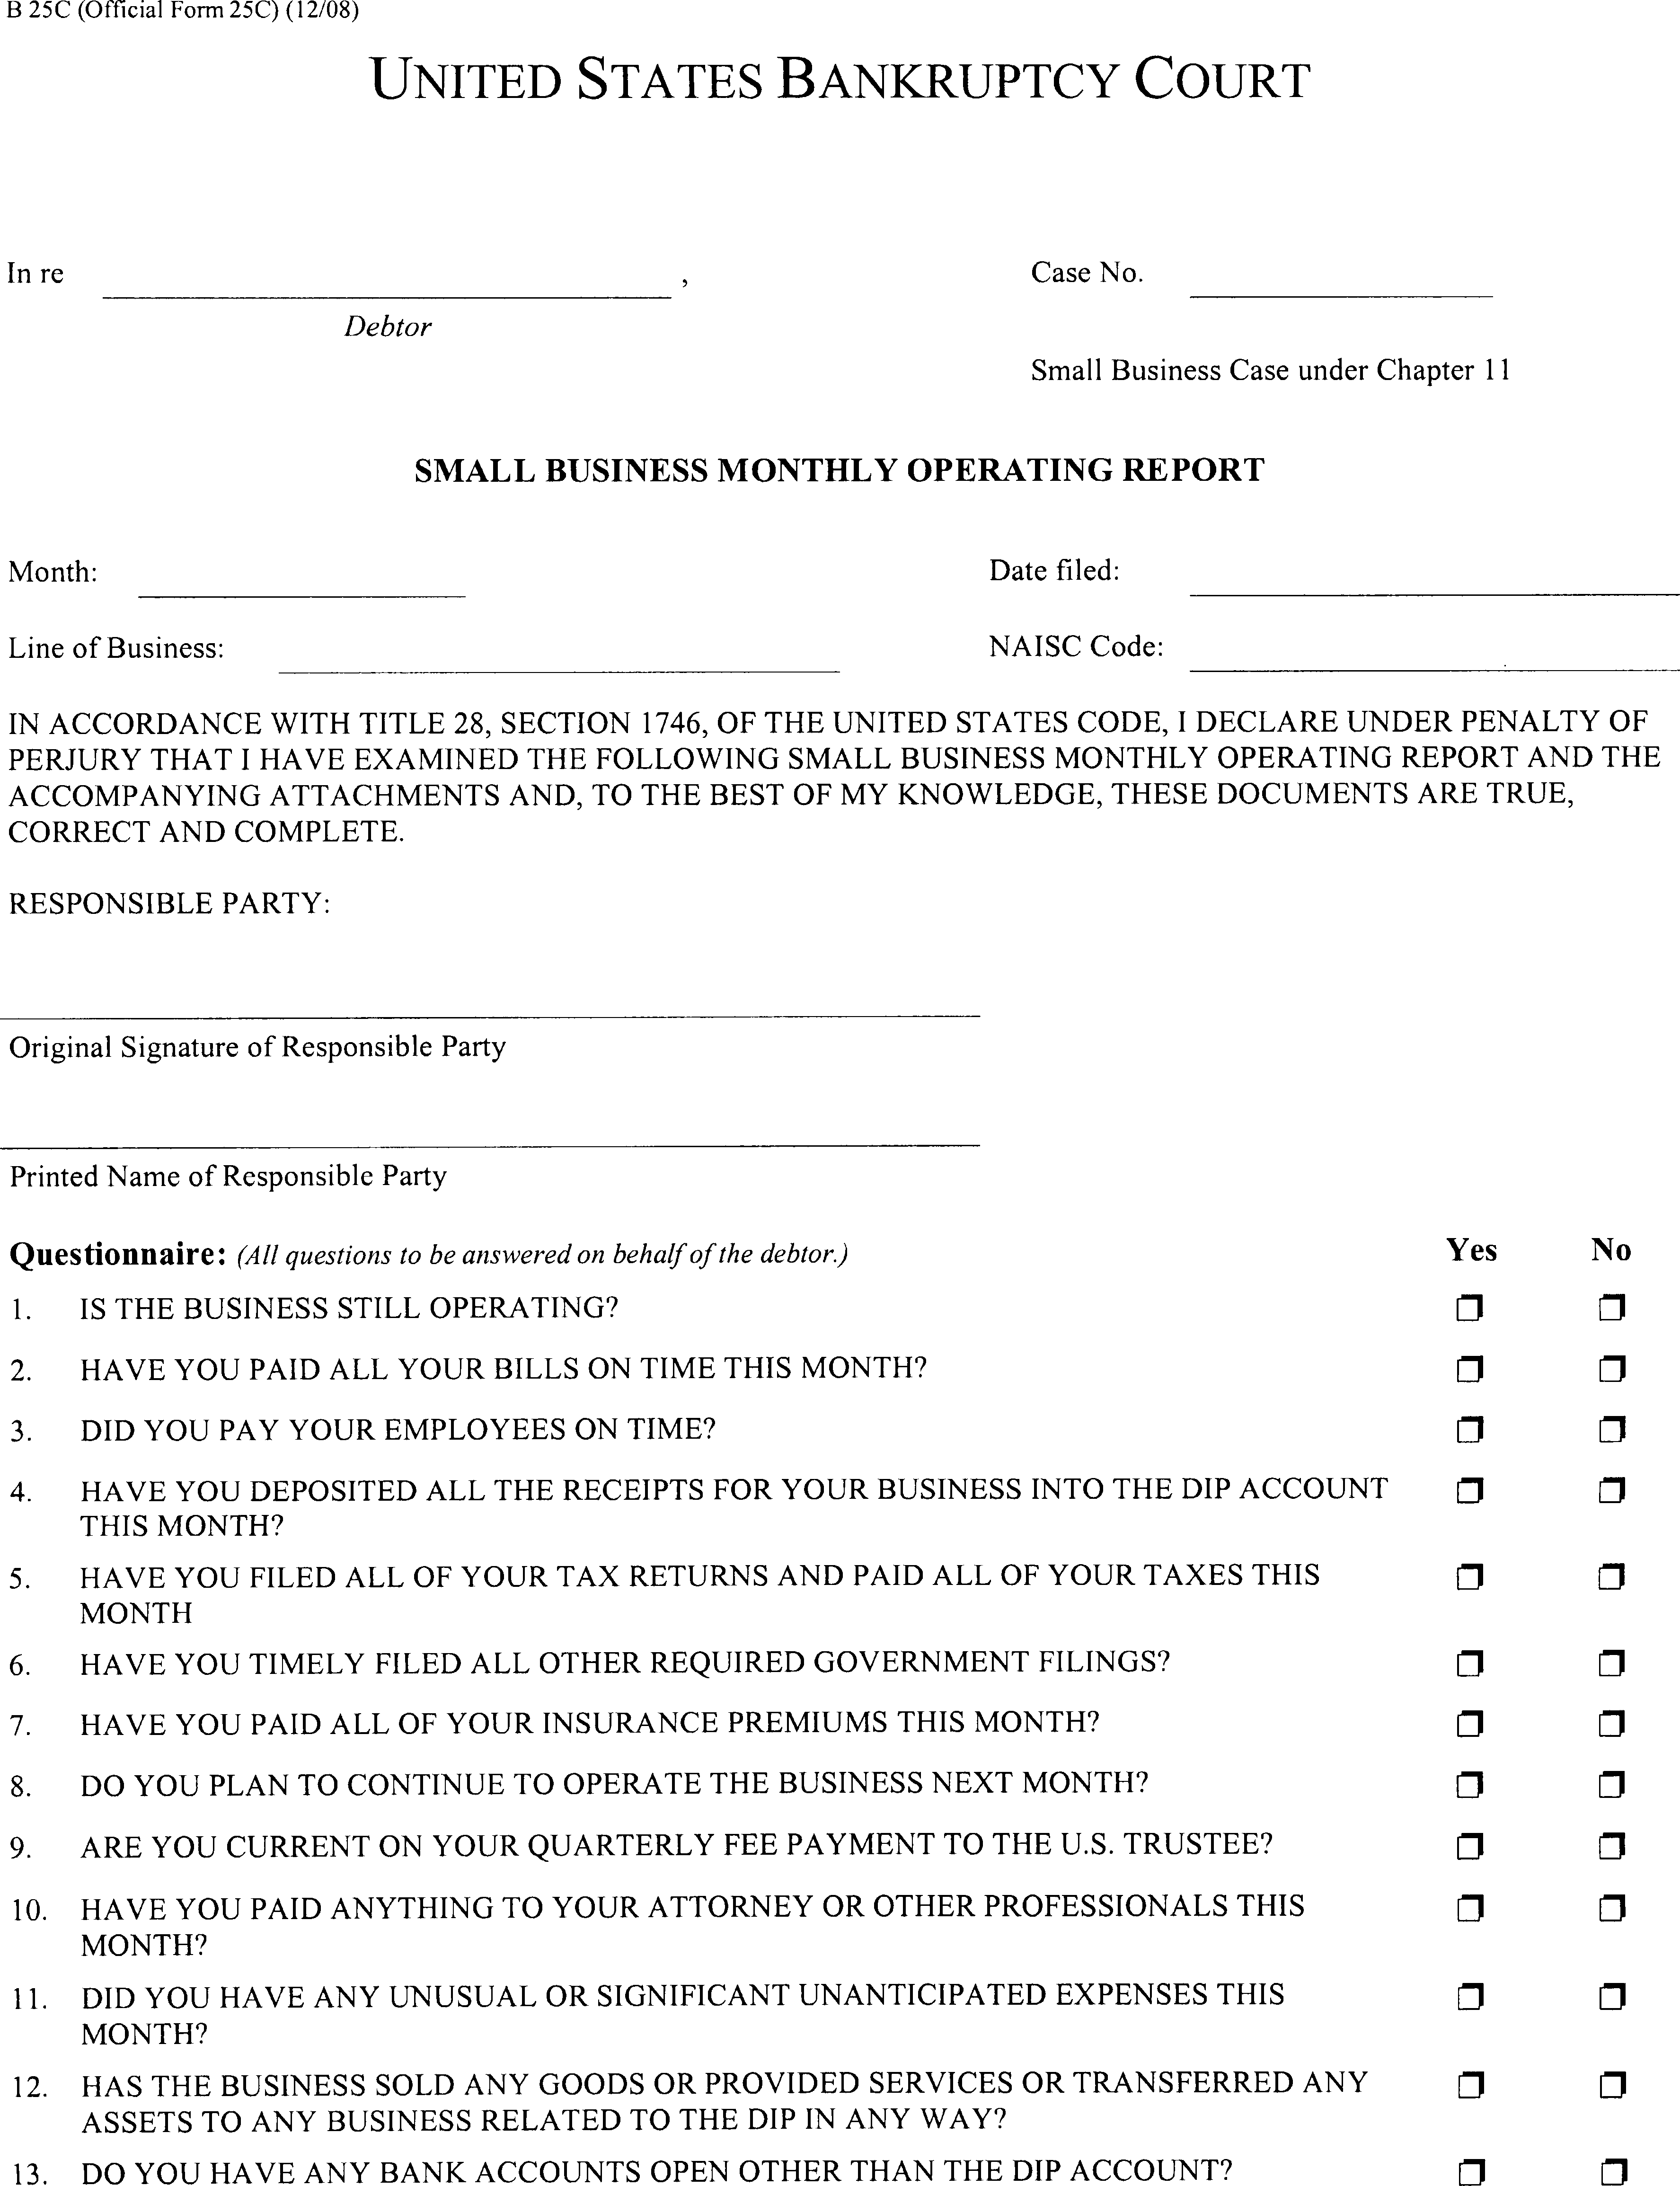 B 25C (Official Form 25C) (12/08)
UNITED STATES BANKRUPTCY COURT
In re , Case No.
Debtor
Small Business Case under Chapter 11
SMALL BUSINESS MONTHLY OPERATING REPORT
Month: Date filed:
Line of Business: NAISC Code:
IN ACCORDANCE WITH TITLE 28, SECTION 1746, OF THE UNITED STATES CODE, I DECLARE UNDER PENALTY OF
PERJURY THAT I HAVE EXAMINED THE FOLLOWING SMALL BUSINESS MONTHLY OPERATING REPORT AND THE
ACCOMPANYING ATTACHMENTS AND, TO THE BEST OF MY KNOWLEDGE, THESE DOCUMENTS ARE TRUE,
CORRECT AND COMPLETE.
RESPONSIBLE PARTY:
Original Signature of Responsible Party
Printed Name of Responsible Party
Questionnaire: (All questions to be answered on behalf of the debtor.) Yes No
1. IS THE BUSINESS STILL OPERATING?
2. HAVE YOU PAID ALL YOUR BILLS ON TIME THIS MONTH?
3. DID YOU PAY YOUR EMPLOYEES ON TIME?
4. HAVE YOU DEPOSITED ALL THE RECEIPTS FOR YOUR BUSINESS INTO THE DIP ACCOUNT
THIS MONTH?
5. HAVE YOU FILED ALL OF YOUR TAX RETURNS AND PAID ALL OF YOUR TAXES THIS
MONTH
6. HAVE YOU TIMELY FILED ALL OTHER REQUIRED GOVERNMENT FILINGS?
7. HAVE YOU PAID ALL OF YOUR INSURANCE PREMIUMS THIS MONTH?
8. DO YOU PLAN TO CONTINUE TO OPERATE THE BUSINESS NEXT MONTH?
9. ARE YOU CURRENT ON YOUR QUARTERLY FEE PAYMENT TO THE U.S. TRUSTEE?
10. HAVE YOU PAID ANYTHING TO YOUR ATTORNEY OR OTHER PROFESSIONALS THIS
MONTH?
11. DID YOU HAVE ANY UNUSUAL OR SIGNIFICANT UNANTICIPATED EXPENSES THIS
MONTH?
12. HAS THE BUSINESS SOLD ANY GOODS OR PROVIDED SERVICES OR TRANSFERRED ANY
ASSETS TO ANY BUSINESS RELATED TO THE DIP IN ANY WAY?
13. DO YOU HAVE ANY BANK ACCOUNTS OPEN OTHER THAN THE DIP ACCOUNT?